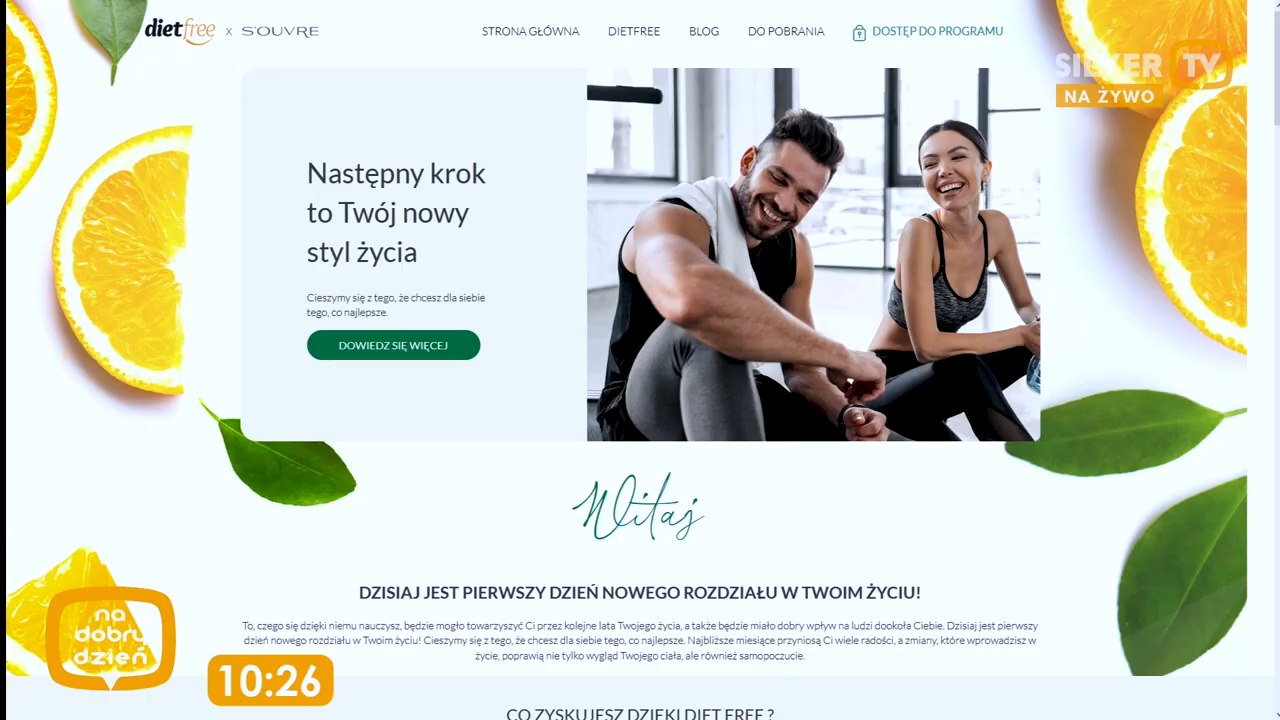 dietfree x S'OUVRE
STRONA GŁÓWNA DIETFREE BLOG DO POBRANIA DOSTĘP DO PROGRAMU
TV
NA ŻYWO
Następny krok
to Twój nowy
styl życia
Cieszymy się z tego, że chcesz dla siebie
tego, co najlepsze.
DOWIEDZ SIĘ WIĘCEJ
Witaj
DZISIAJ JEST PIERWSZY DZIEŃ NOWEGO ROZDZIAŁU W TWOIM ŻYCIU!
To, czego się dzięki niemu nauczysz, będzie mogło towarzyszyć Ci przez kolejne lata Twojego życia, a także będzie miało dobry wpływ na ludzi dookoła Ciebie. Dzisiaj jest pierwszy
dzień nowego rozdziału w Twoim życiu! Cieszymy się z tego, że chcesz dla siebie tego, co najlepsze. Najbliższe miesiące przyniosą Ci wiele radości, a zmiany, które wprowadzisz w
życie, poprawią nie tylko wygląd Twojego ciała, ale również samopoczucie.
na
dobry
dzień
10:26
CO ZYSKUJESZ DZIĘKI DIET FREE ?